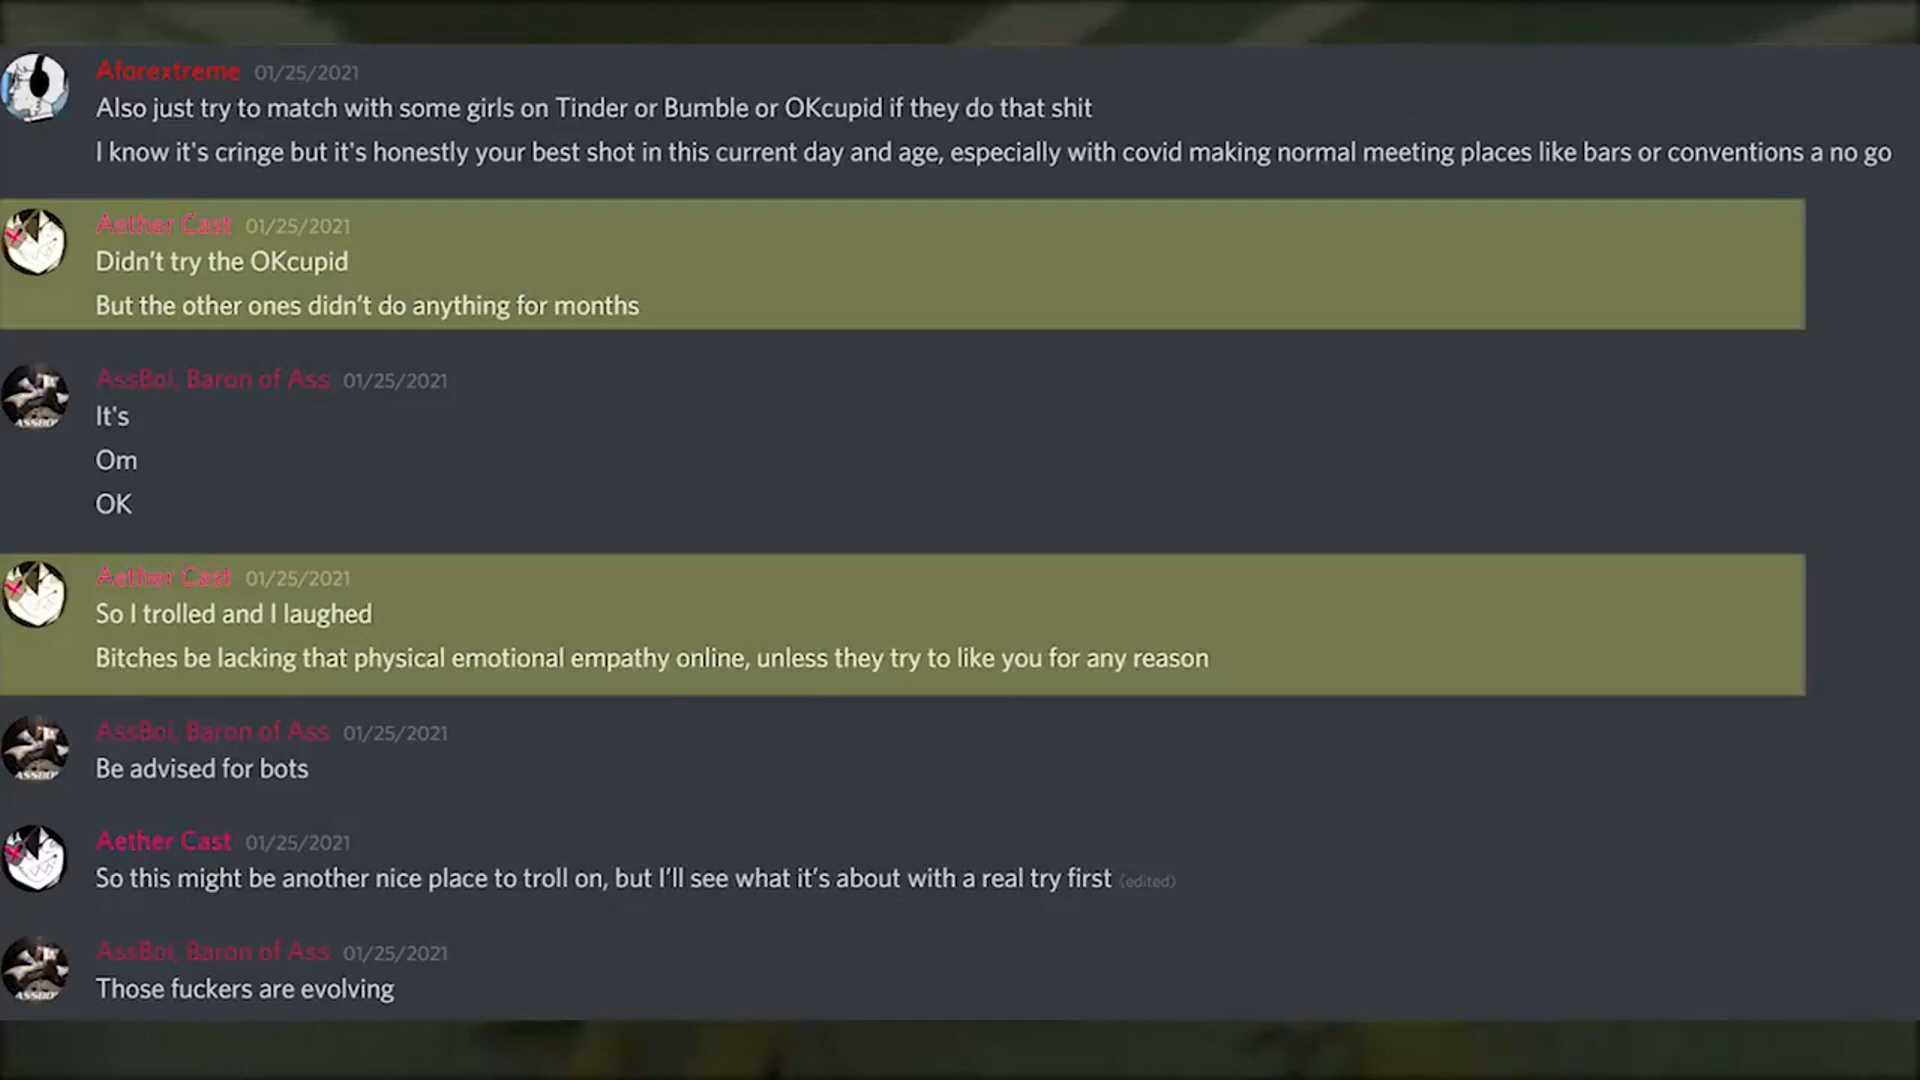 Aforextreme 01/25/2021
Also just try to match with some girls on Tinder or Bumble or OKcupid if they do that shit
I know it's cringe but it's honestly your best shot in this current day and age, especially with covid making normal meeting places like bars or conventions a no go
Aether Cast 01/25/2021
Didn't try the OKcupid
But the other ones didn't do anything for months
AssBoi, Baron of Ass 01/25/2021
ASSBOI
It's
Om
OK
Aether Cast 01/25/2021
So I trolled and I laughed
Bitches be lacking that physical emotional empathy online, unless they try to like you for any reason
AssBoi, Baron of Ass 01/25/2021
ASSBOI
Be advised for bots
Aether Cast 01/25/2021
So this might be another nice place to troll on, but I'll see what it's about with a real try first (edited)
AssBoi, Baron of Ass 01/25/2021
ASSBOI
Those fuckers are evolving